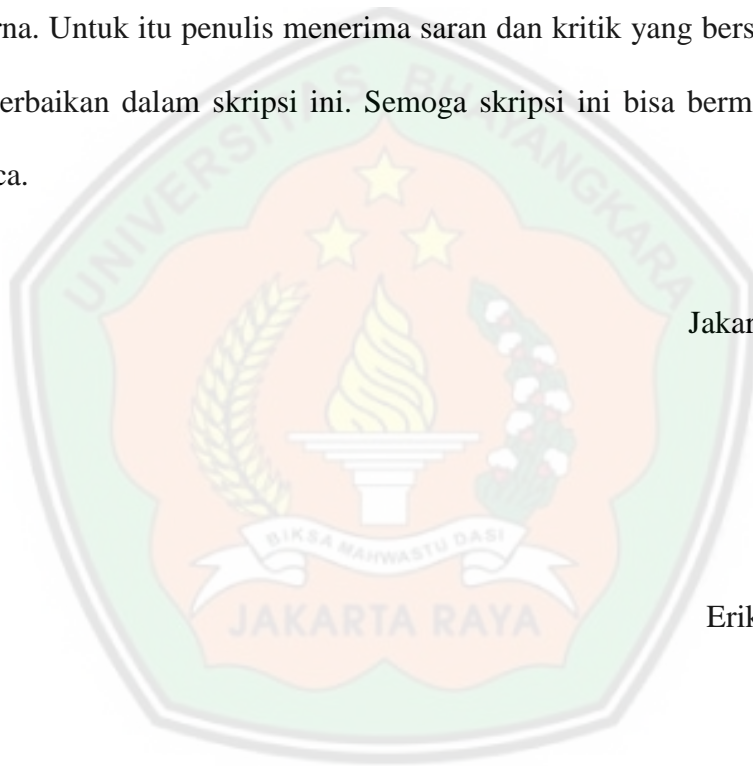 rna. Untuk itu penulis menerima saran dan kritik yang bers
erbaikan dalam skripsi ini. Semoga skripsi ini bisa berm
ca.
UNIVERSITAS BHAYANGKARA
Jakar
BIKSA MAHWASTU DASI
JAKARTA RAYA
Erik